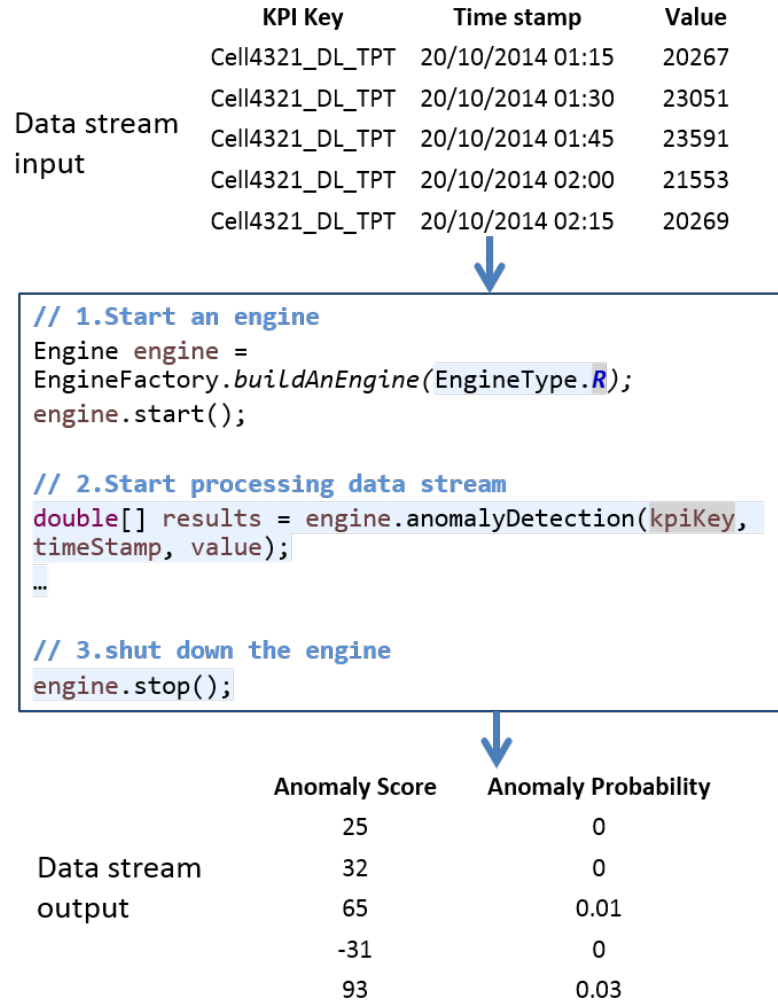 KPI Key Time stamp Value
Cell4321_DL_TPT 20/10/2014 01:15 20267
Cell4321_DL_TPT 20/10/2014 01:30 23051
Data stream
input
Cell4321_DL_TPT 20/10/2014 01:45 23591
Cell4321_DL_TPT 20/10/2014 02:00 21553
Cell4321_DL_TPT 20/10/2014 02:15 20269
// 1.Start an engine
Engine engine =
EngineFactory.buildAnEngine(EngineType.R);
engine.start();
// 2.Start processing data stream
double[] results = engine.anomalyDetection(kpiKey,
timeStamp, value);
…
// 3.shut down the engine
engine.stop();
Anomaly Score Anomaly Probability
25 0
Data stream
output
32 0
65 0.01
-31 0
93 0.03